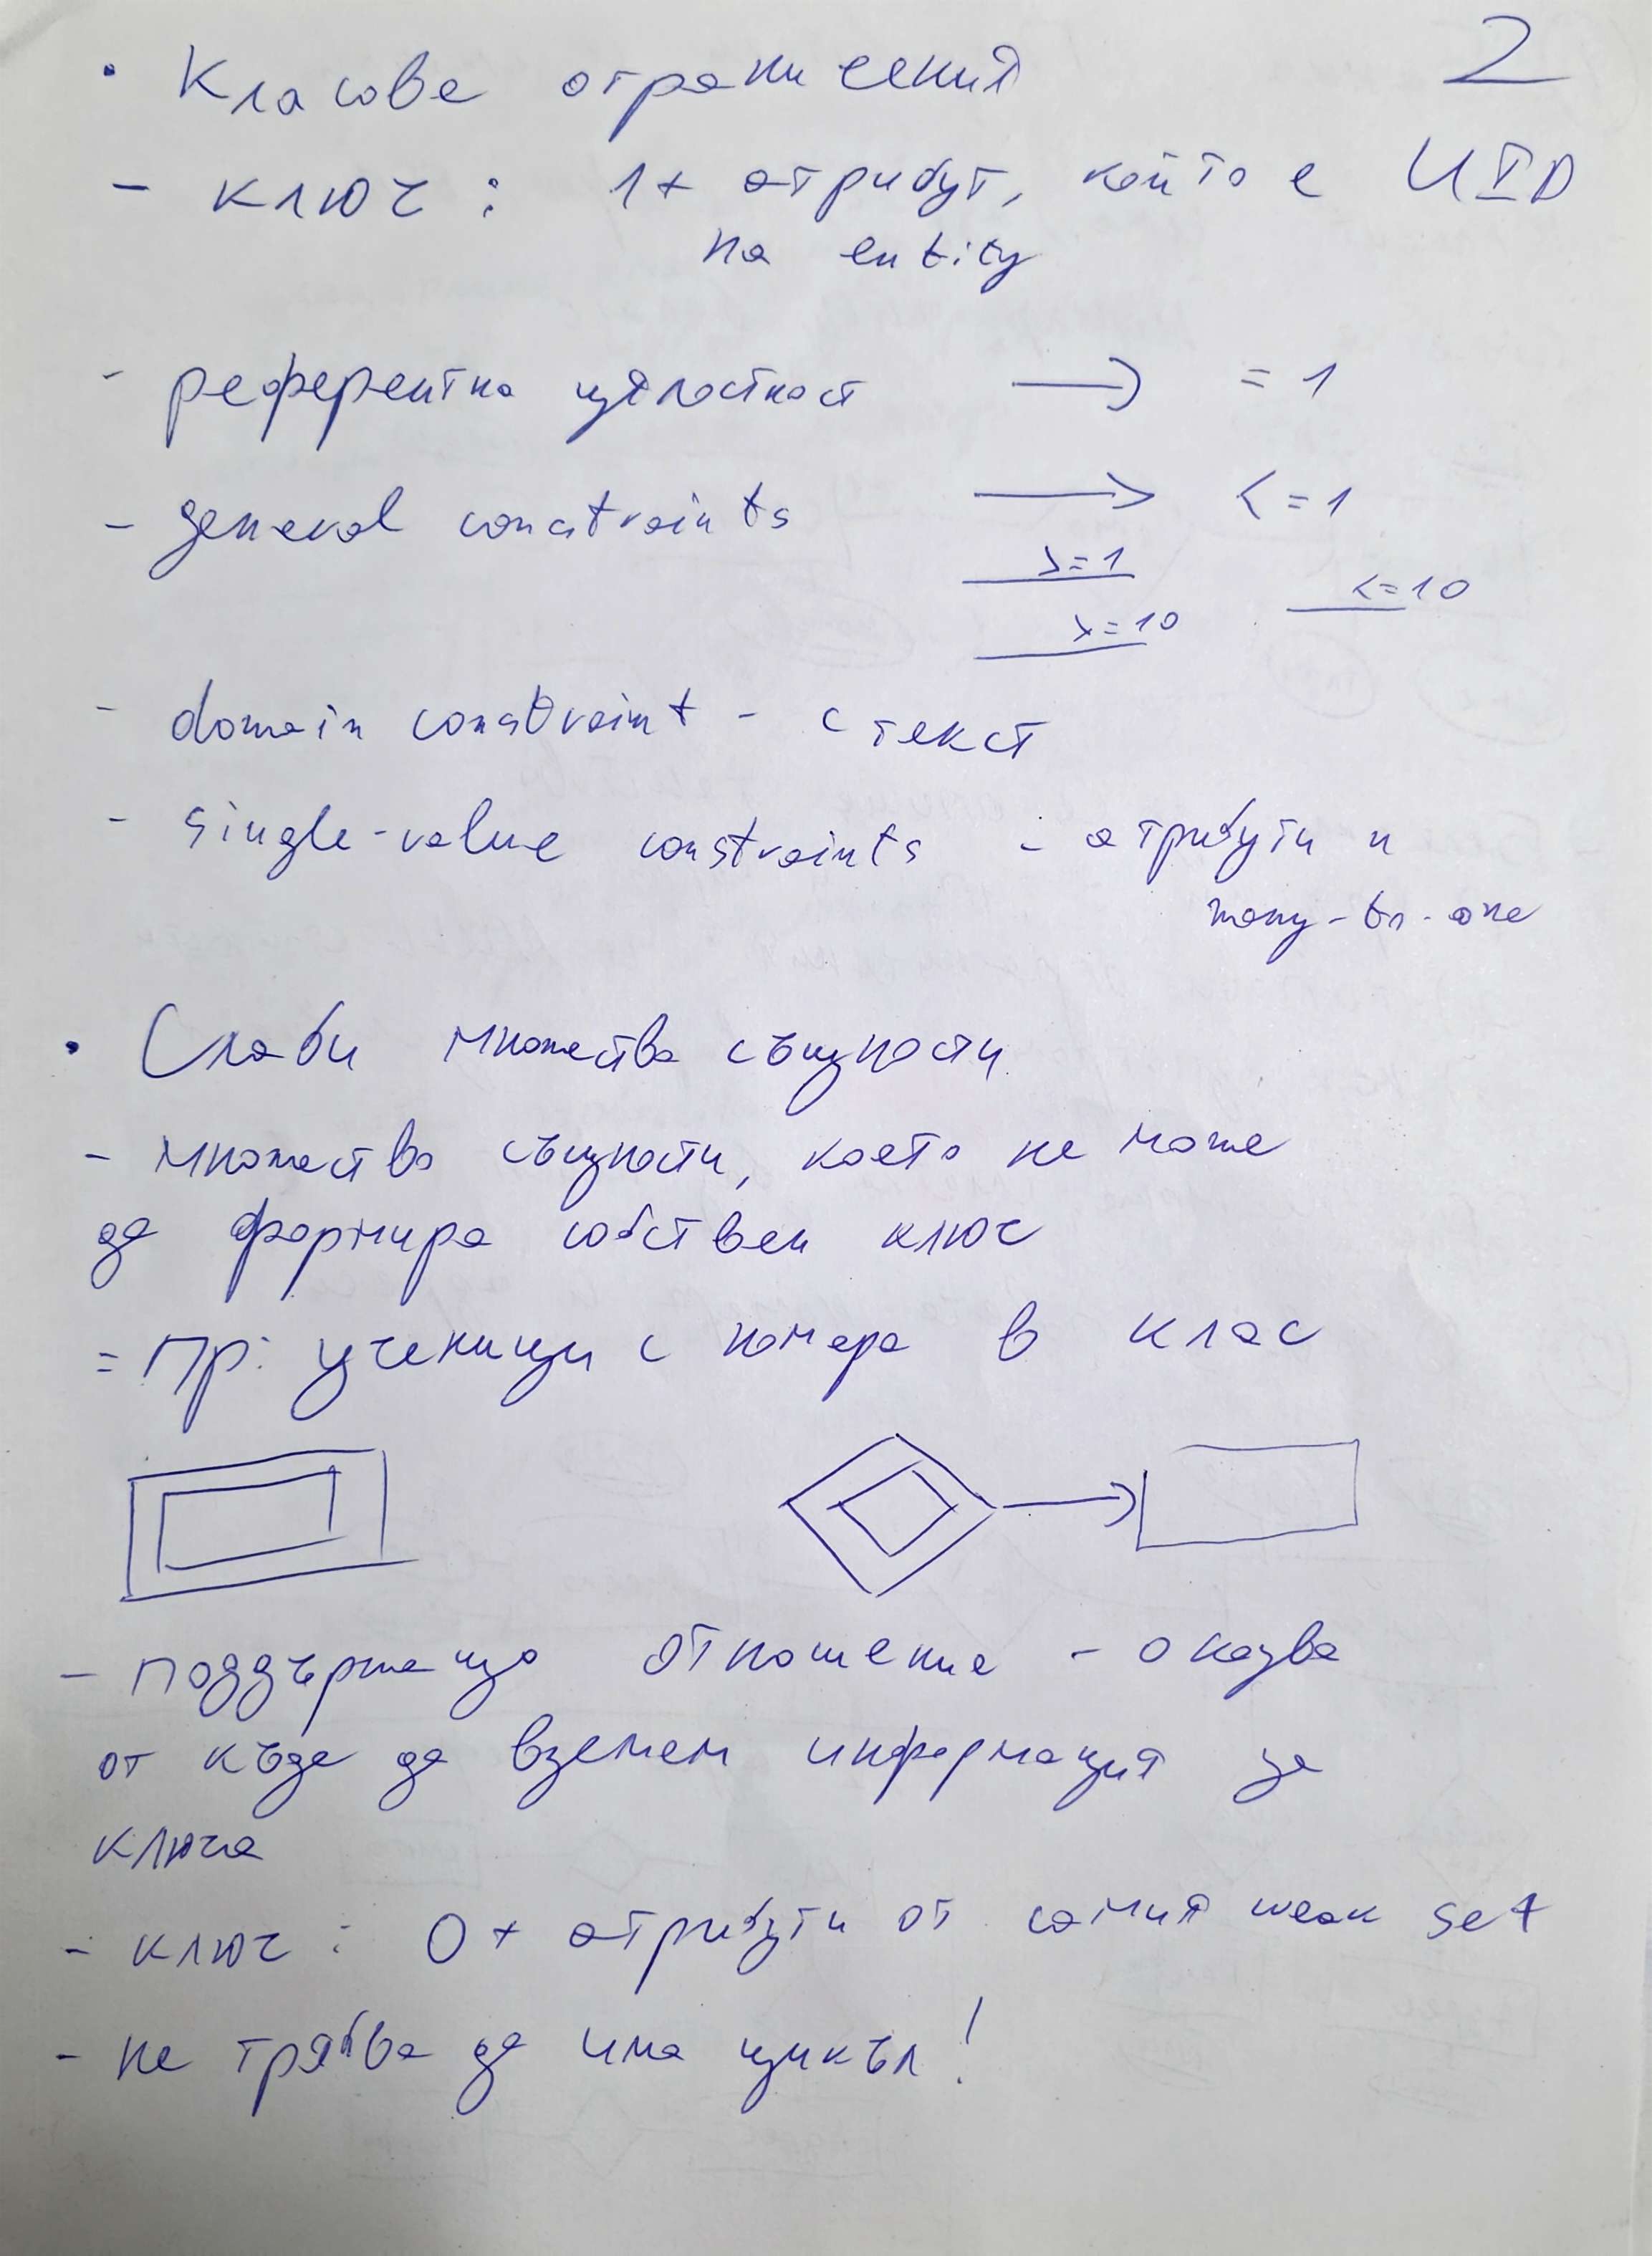 2
• Класове ограничения
- ключ : 1+ атрибут, който е UID
на entity
- референтна цялостност = 1
- general constraints <=1
>=1
<=10
>=10
- domain constraint - с текст
- single-value constraints - атрибути и
many-to-one
• Слаби множества същности
- множество същности, което не може
да формира собствен ключ
= Пр: ученици с номера в клас
- поддържащо отношение - оказва
от къде да вземем информация за
ключа
- ключ : 0+ атрибути от самия weak set
- не трябва да има цикъл!